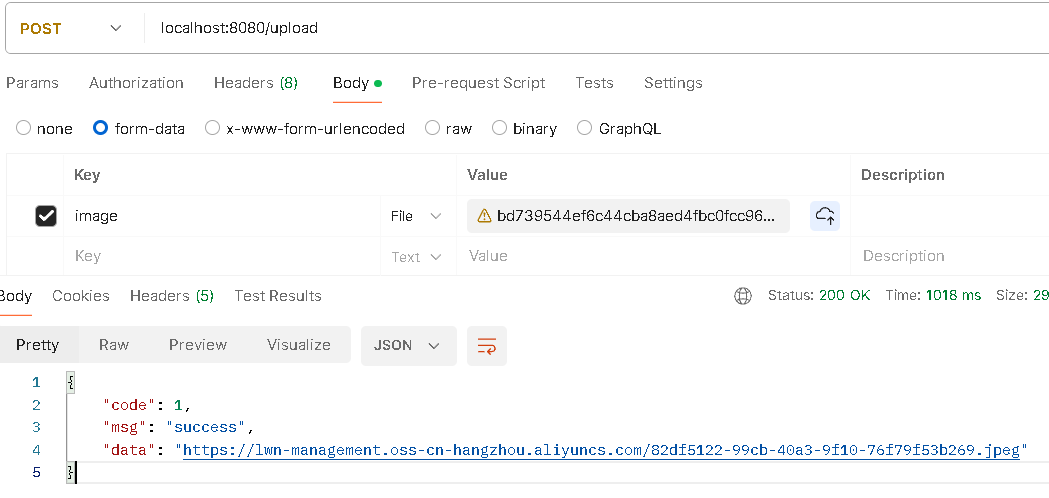 POST localhost:8080/upload
Params Authorization Headers (8) Body Pre-request Script Tests Settings
none form-data x-www-form-urlencoded raw binary GraphQL
Key Value Description
image File bd739544ef6c44cba8aed4fbc0fcc96...
Key Text Value Description
Body Cookies Headers (5) Test Results Status: 200 OK Time: 1018 ms Size: 29
Pretty Raw Preview Visualize JSON
1 {
2 "code": 1,
3 "msg": "success",
4 "data": "https://lwn-management.oss-cn-hangzhou.aliyuncs.com/82df5122-99cb-40a3-9f10-76f79f53b269.jpeg"
5 }